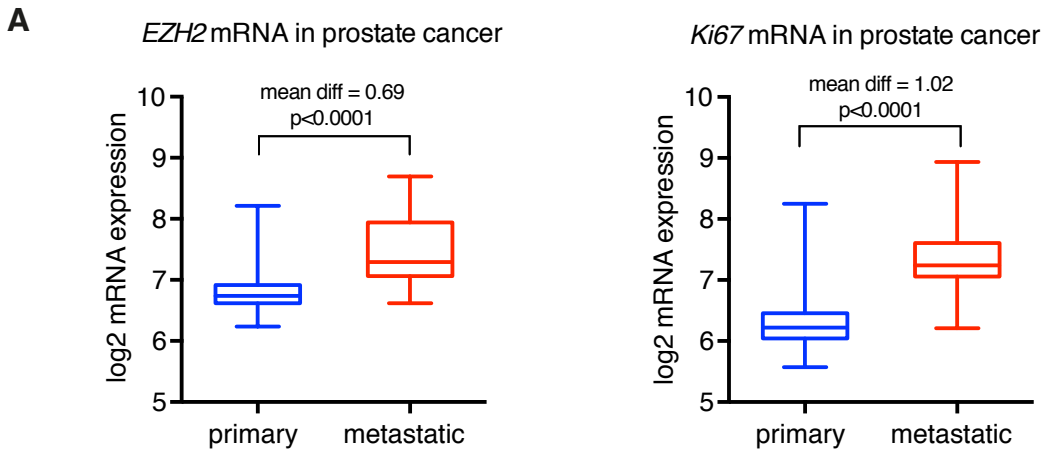 A
EZH2 mRNA in prostate cancer
mean diff = 0.69
p<0.0001
log2 mRNA expression
10
9
8
7
6
5
primary
metastatic
Ki67 mRNA in prostate cancer
mean diff = 1.02
p<0.0001
log2 mRNA expression
10
9
8
7
6
5
primary
metastatic